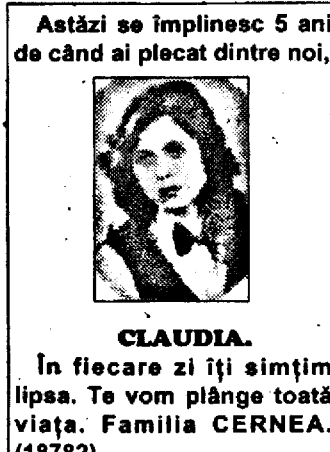 Astăzi se împlinesc 5 ani
de când ai plecat dintre noi,
CLAUDIA.
În fiecare zi îţi simţim
lipsa. Te vom plânge toată
viaţa. Familia CERNEA.
(18782)